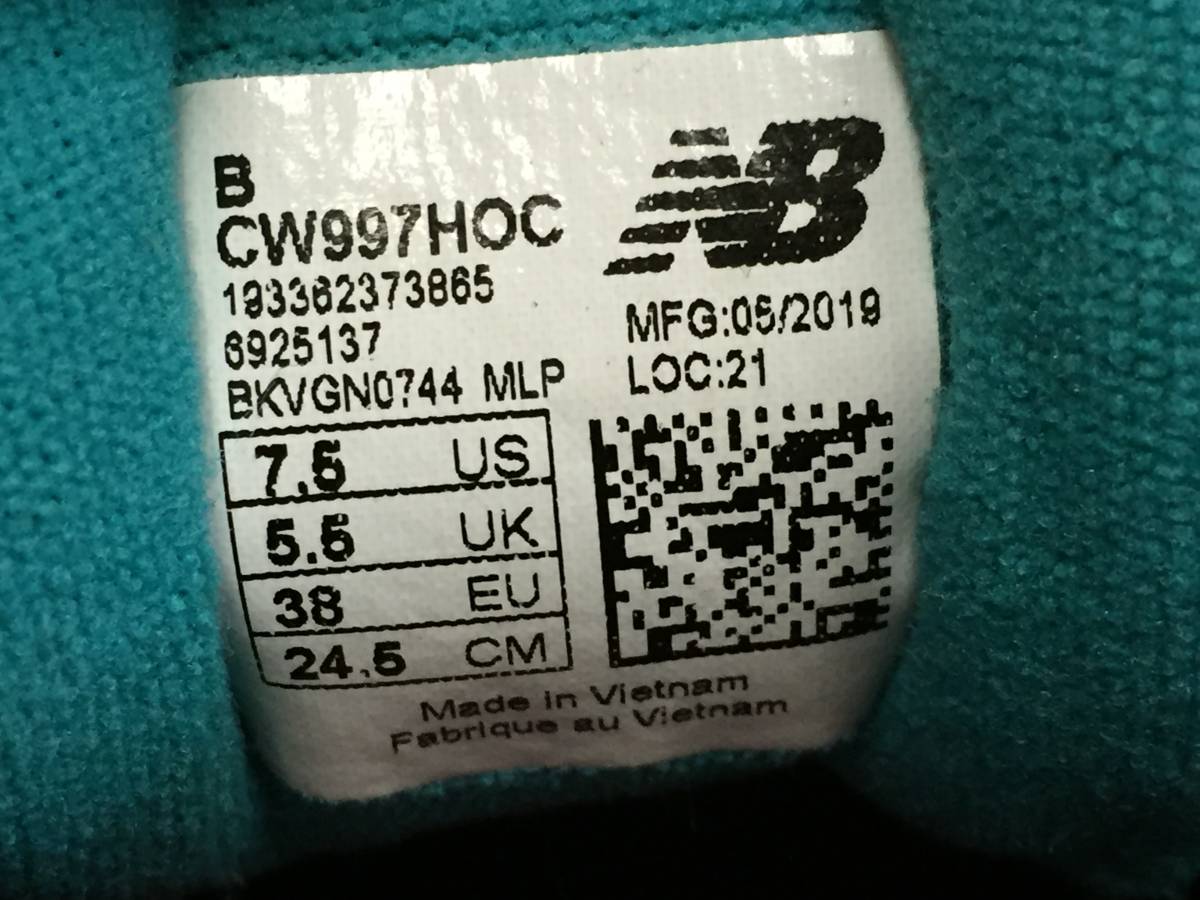 B
CW997HOC
193362373865
6925137
BKVGN0744 MLP
NB
MFG:05/2019
LOC:21
7.5 US
5.5 UK
38 EU
24.5 CM
Made in Vietnam
Fabrique au Vietnam